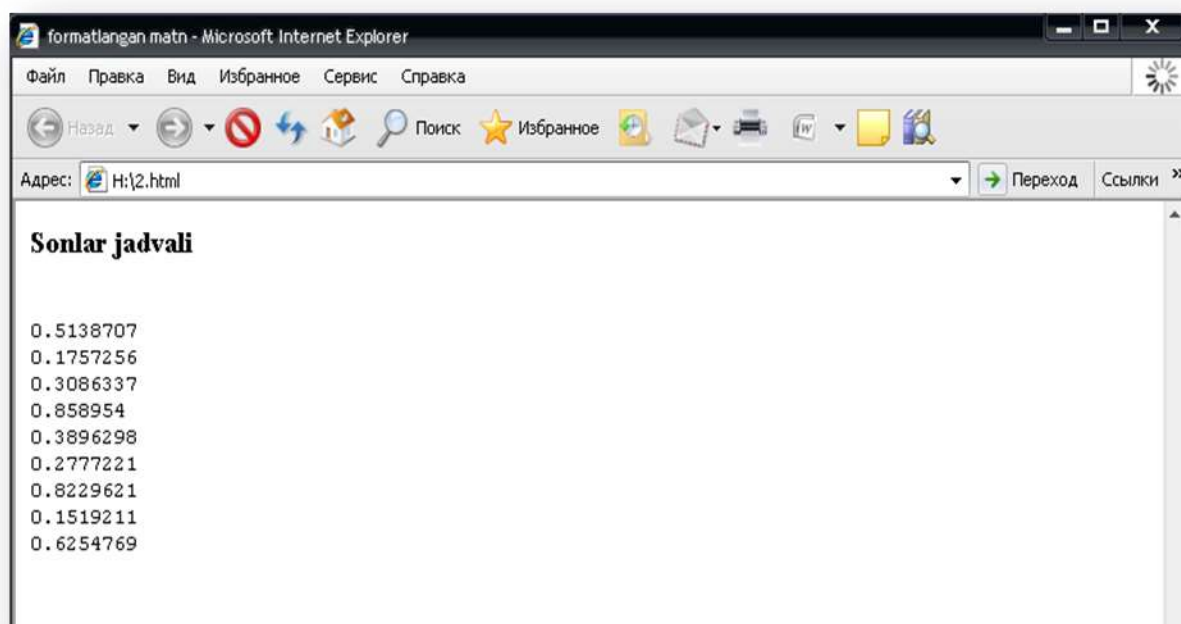 formatlangan matn - Microsoft Internet Explorer
Файл Правка Вид Избранное Сервис Справка
Назад Поиск Избранное
Адрес: H:\2.html Переход Ссылки »
Sonlar jadvali
0.5138707
0.1757256
0.3086337
0.858954
0.3896298
0.2777221
0.8229621
0.1519211
0.6254769